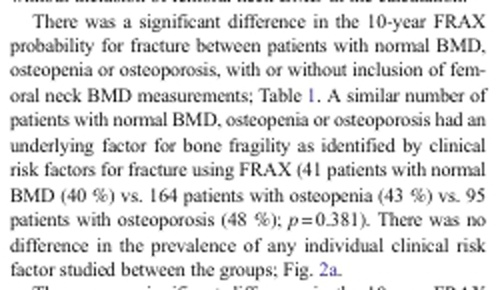 There was a significant difference in the 10-year FRAX
probability for fracture between patients with normal BMD,
osteopenia or osteoporosis, with or without inclusion of fem-
oral neck BMD measurements; Table 1. A similar number of
patients with normal BMD, osteopenia or osteoporosis had an
underlying factor for bone fragility as identified by clinical
risk factors for fracture using FRAX (41 patients with normal
BMD (40 %) vs. 164 patients with osteopenia (43 %) vs. 95
patients with osteoporosis (48 %); p=0.381). There was no
difference in the prevalence of any individual clinical risk
factor studied between the groups; Fig. 2a.